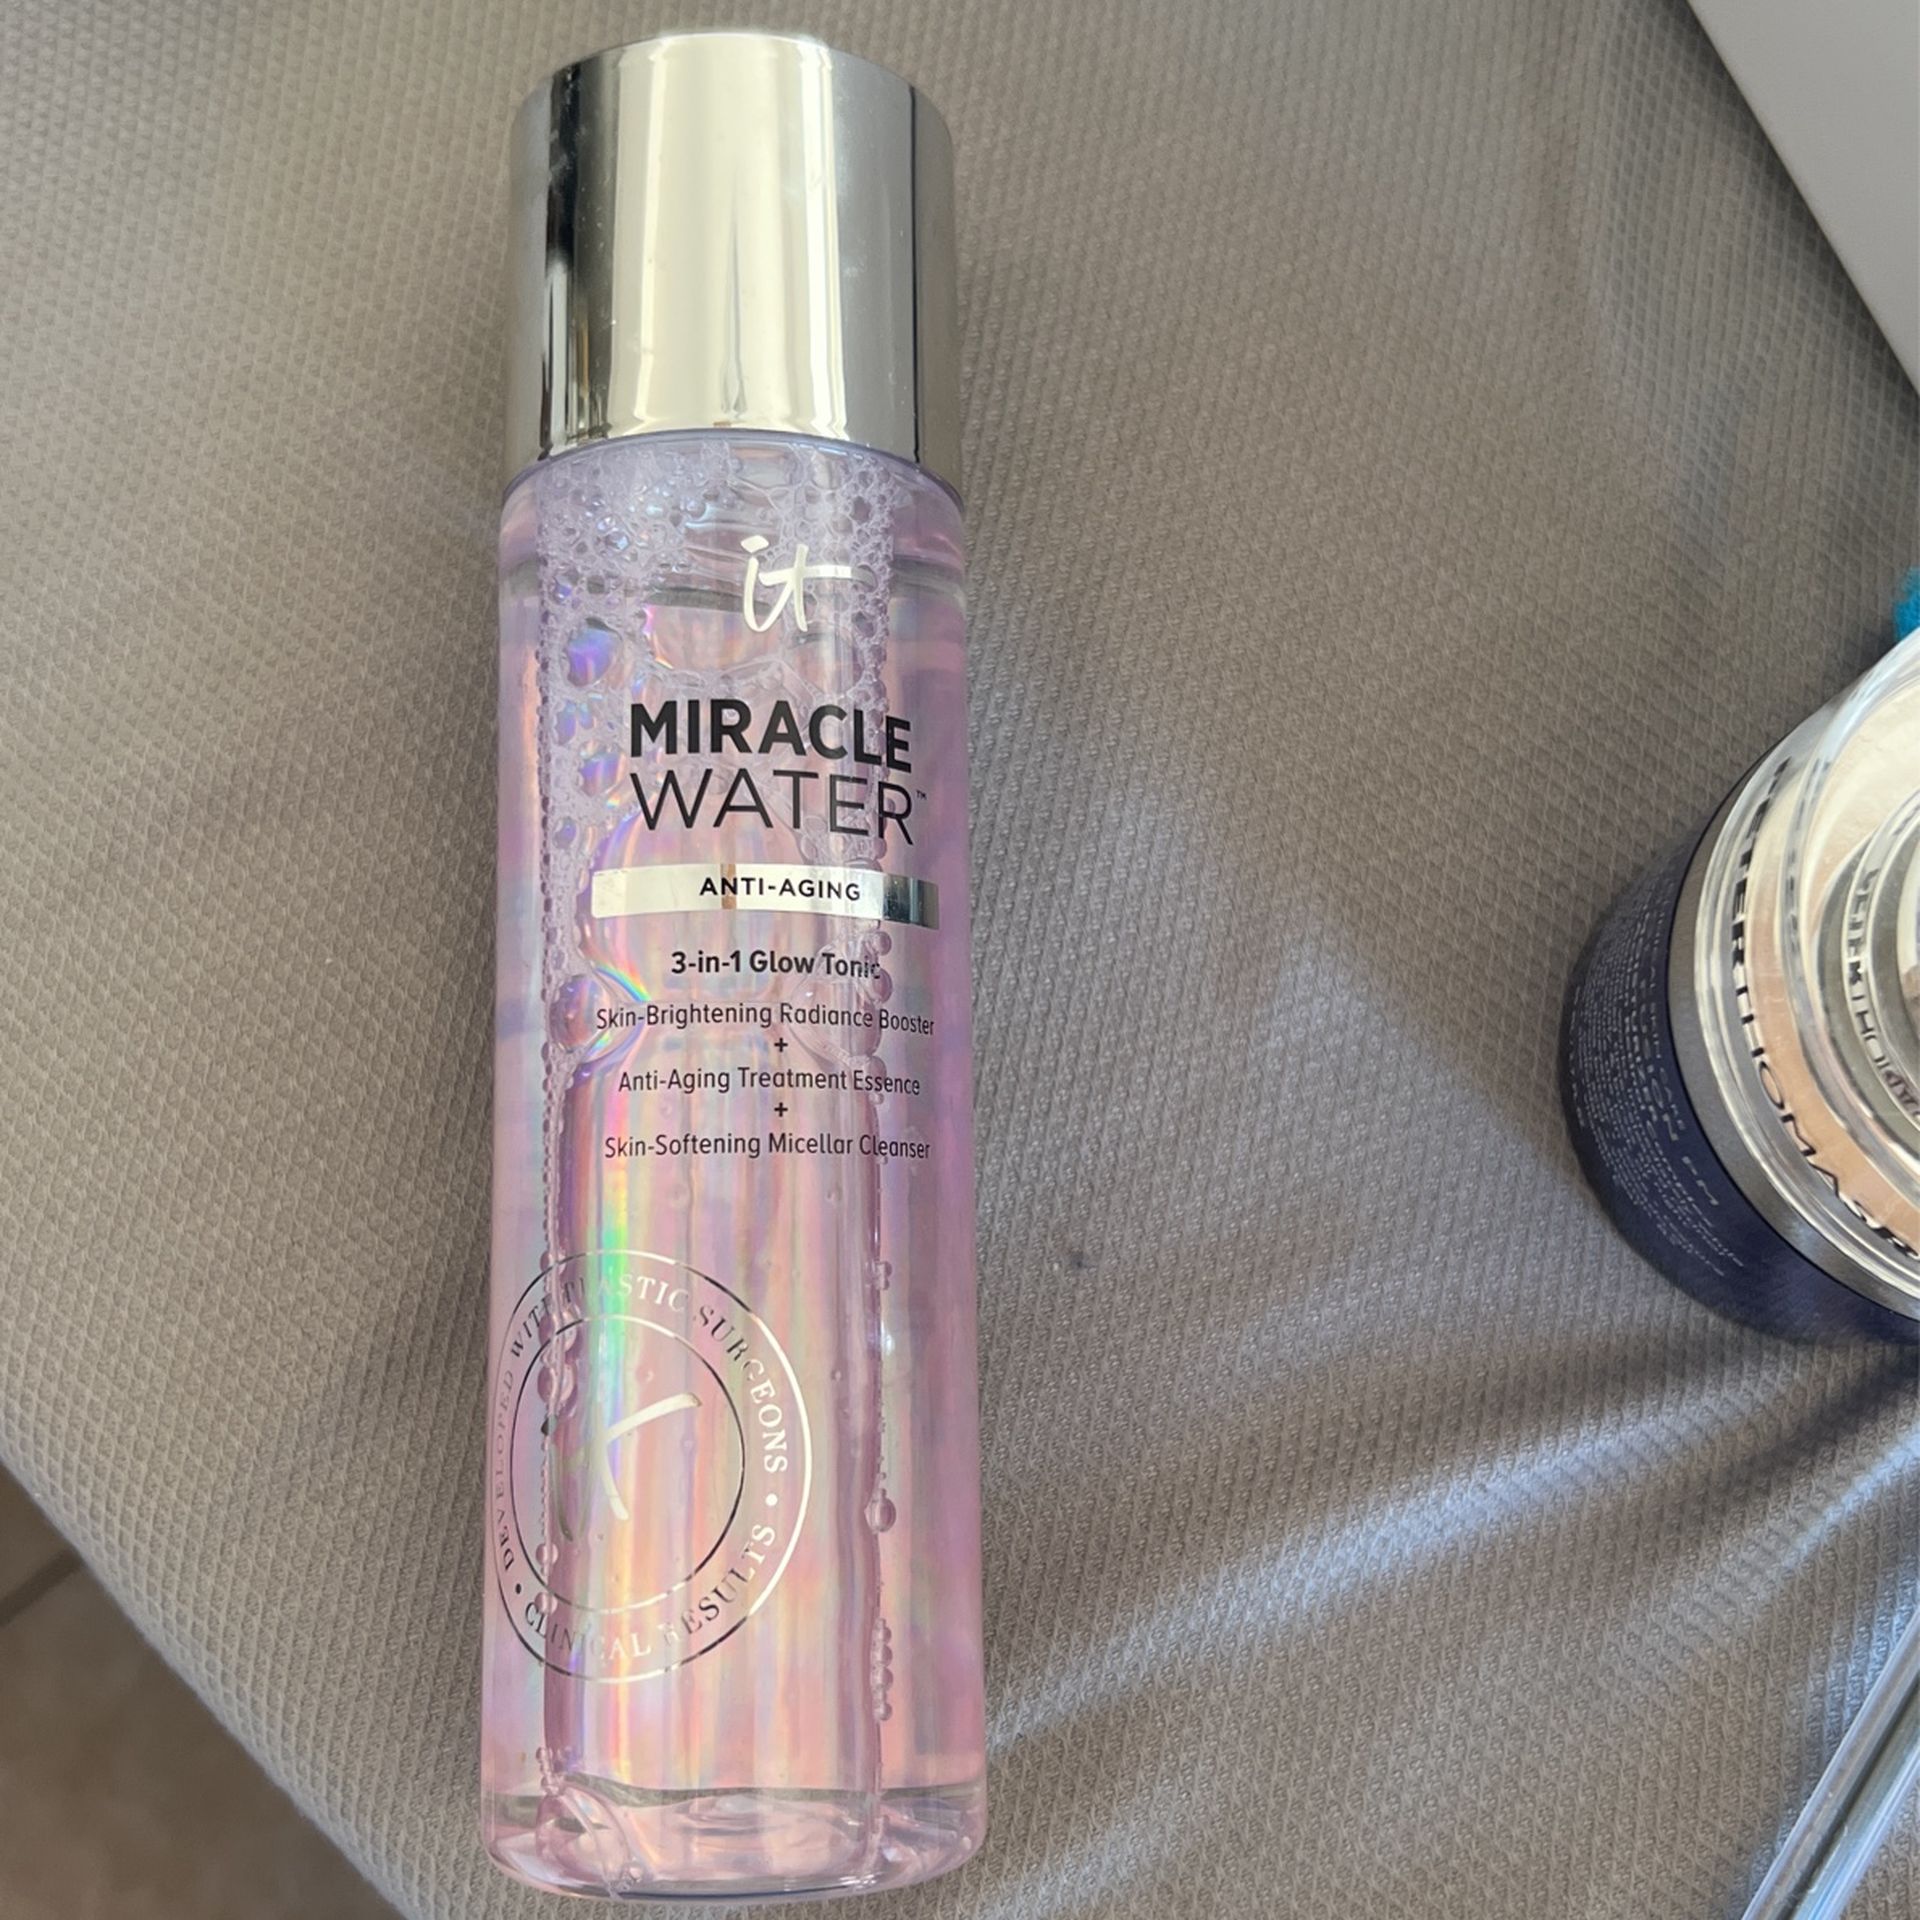 it
MIRACLE
WATER™
ANTI-AGING
3-in-1 Glow Tonic
Skin-Brightening Radiance Booster
+
Anti-Aging Treatment Essence
+
Skin-Softening Micellar Cleanser
DEVELOPED WITH PLASTIC SURGEONS • CLINICAL RESULTS •
PETERTHOMASR